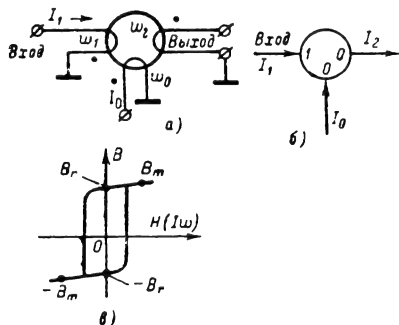 I₁ → w₁ w₂ Выход
Вход
I₀ w₀
а)
Вход 1 0 I₂
I₁ 0
I₀
б)
B
Bᵣ Bₘ
H(Iw)
0
-Bₘ -Bᵣ
в)